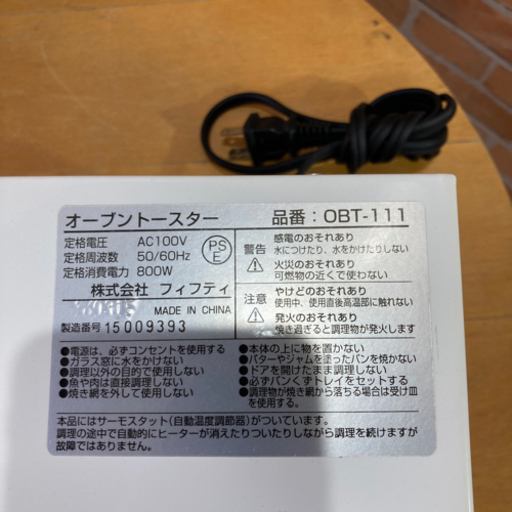 オーブントースター 品番：OBT-111
定格電圧 AC100V
定格周波数 50/60Hz
定格消費電力 800W
PS
E
株式会社 フィフティ
MADE IN CHINA
製造番号 15009393
警告 感電のおそれあり
水につけたり、水をかけたりしない
火災のおそれあり
可燃物の近くで使わない
注意 やけどのおそれあり
使用中、使用直後高温部に触れない
発火のおそれあり
焼き過ぎると調理物が発火します
●電源は、必ずコンセントを使用する
●ガラス窓に水をかけない
●調理以外の目的で使わない
●魚や肉は直接調理しない
●焼き網を外して使用しない
●本体の上に物を置かない
●バターやジャムを塗ったパンを焼かない
●ドアを開けたまま調理しない
●必ずパンくずトレイをセットする
●調理物が焼き網から落ちる場合は受け皿
を使用する。
本品にはサーモスタット(自動温度調節器)がついています。
調理の途中で自動的にヒーターが消えたりついたりしながら調理を続けますが
故障ではありません。